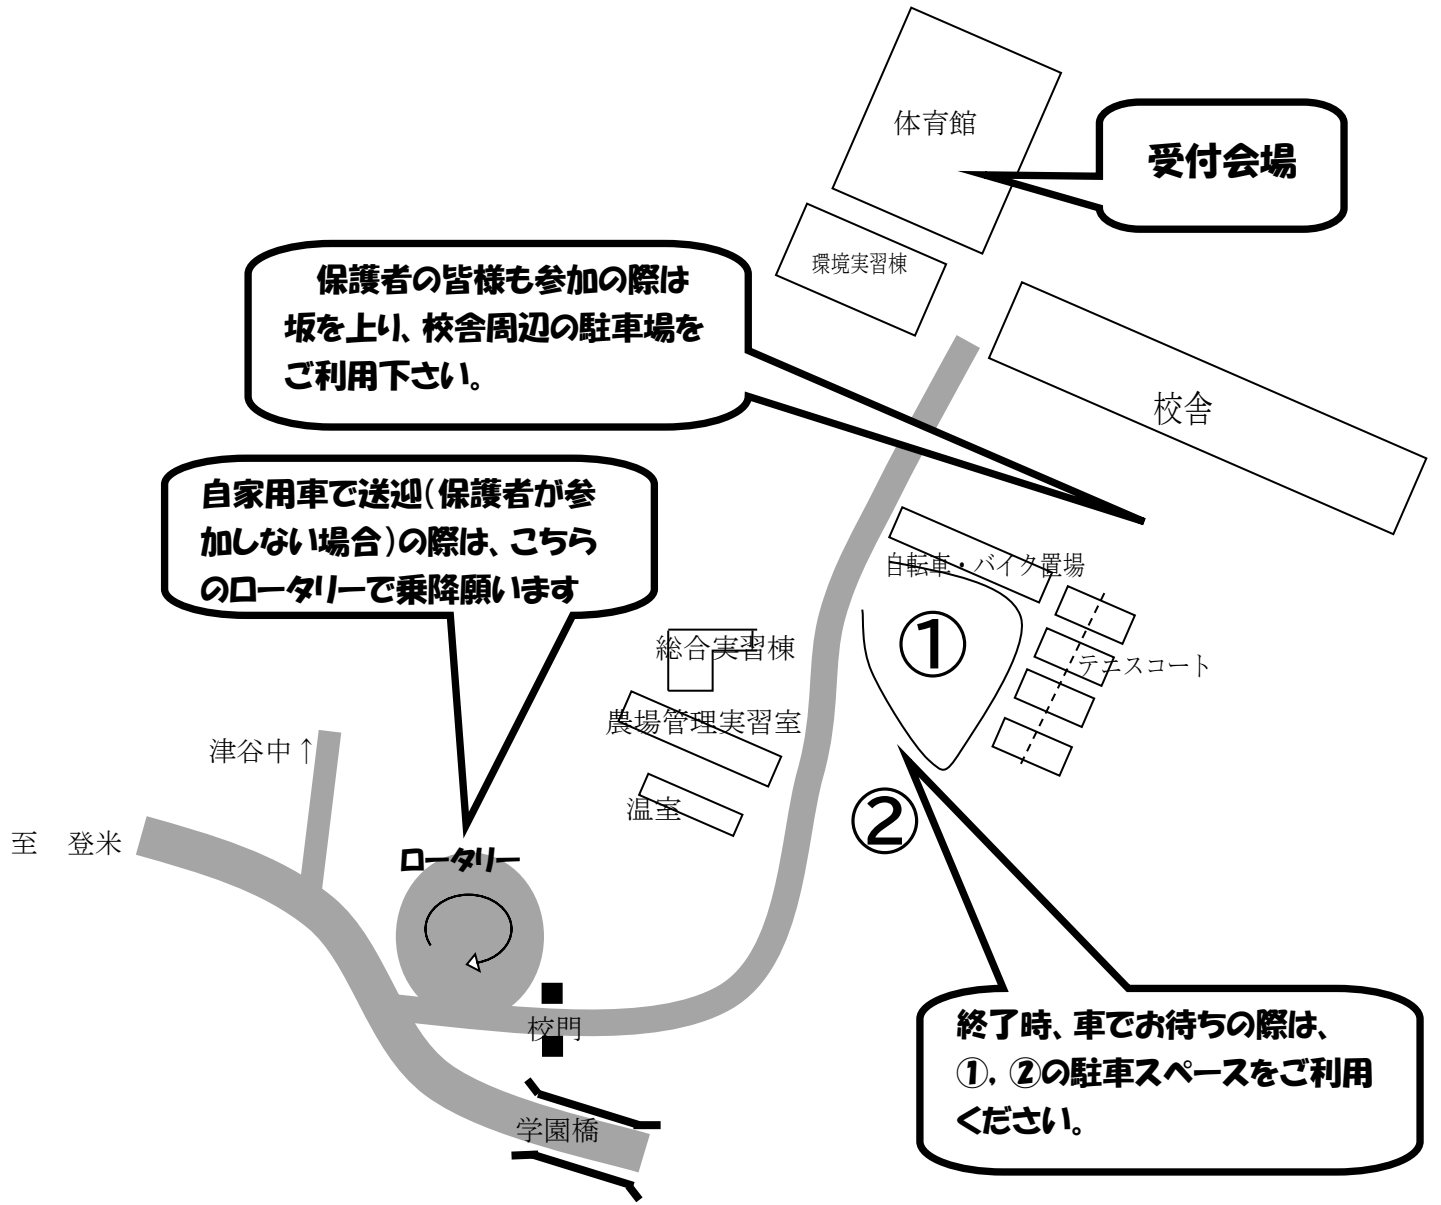 体育館
受付会場
環境実習棟
保護者の皆様も参加の際は
坂を上り、校舎周辺の駐車場を
ご利用下さい。
校舎
自家用車で送迎(保護者が参
加しない場合)の際は、こちら
のロータリーで乗降願います
自転車・バイク置場
①
総合実習棟
テニスコート
農場管理実習室
津谷中↑
温室
②
至　登米
ロータリー
校門
終了時、車でお待ちの際は、
①，②の駐車スペースをご利用
ください。
学園橋